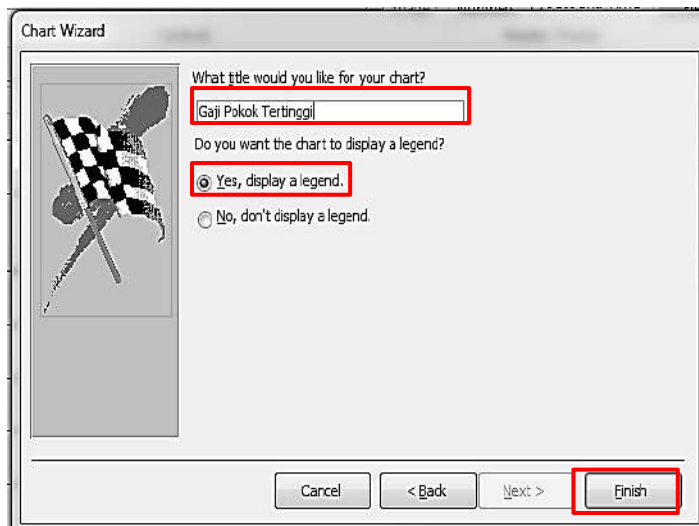 Chart Wizard
What title would you like for your chart?
Gaji Pokok Tertinggi
Do you want the chart to display a legend?
Yes, display a legend.
No, don't display a legend.
Cancel
< Back
Next >
Finish